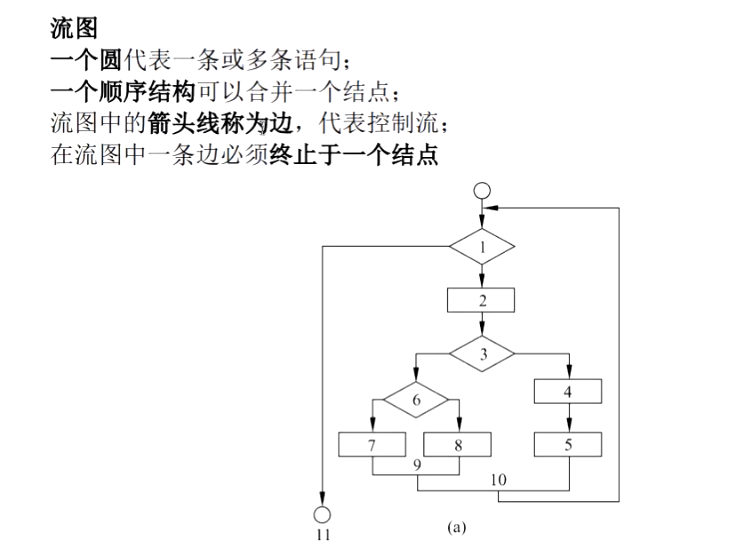 流图
一个圆代表一条或多条语句；
一个顺序结构可以合并一个结点；
流图中的箭头线称为边，代表控制流；
在流图中一条边必须终止于一个结点
1
2
3
4
6
7
8
5
9
10
11
(a)